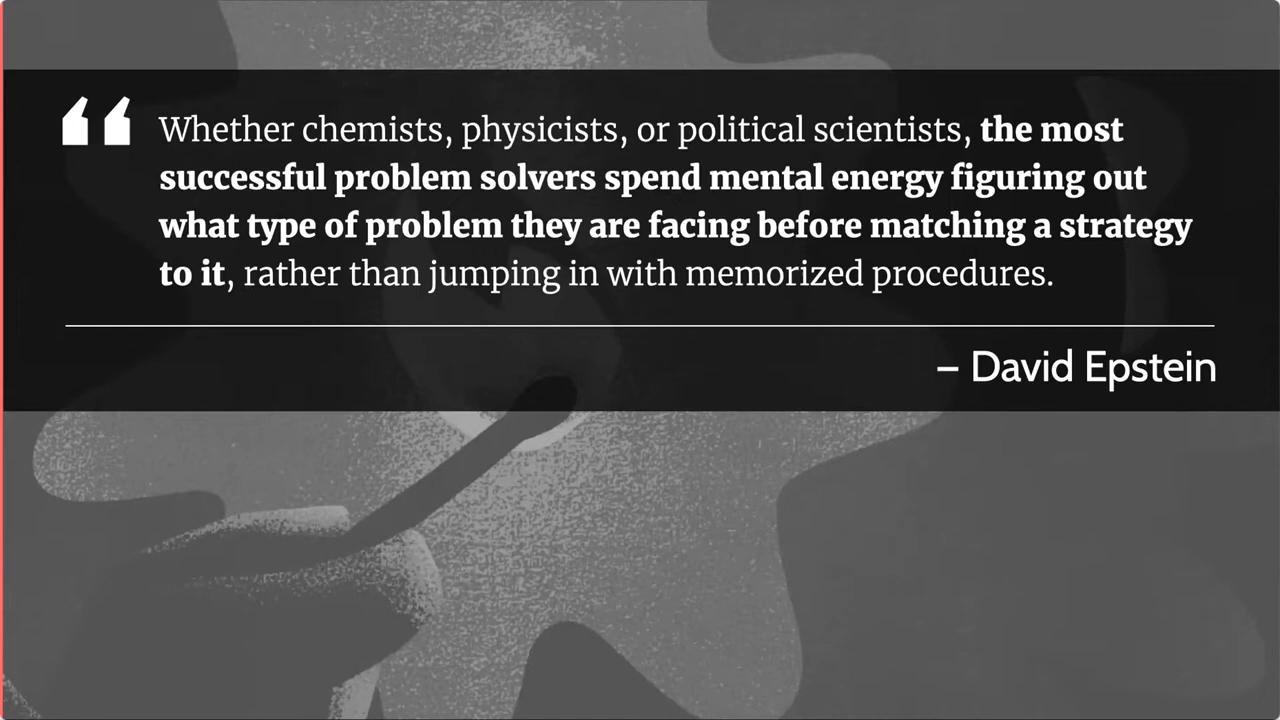 “ Whether chemists, physicists, or political scientists, the most
successful problem solvers spend mental energy figuring out
what type of problem they are facing before matching a strategy
to it, rather than jumping in with memorized procedures.
– David Epstein